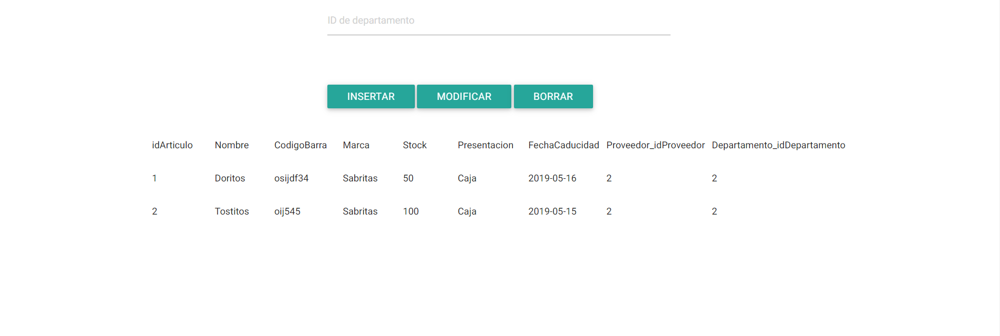 ID de departamento
INSERTAR MODIFICAR BORRAR
idArticulo Nombre CodigoBarra Marca Stock Presentacion FechaCaducidad Proveedor_idProveedor Departamento_idDepartamento
1 Doritos osijdf34 Sabritas 50 Caja 2019-05-16 2 2
2 Tostitos oij545 Sabritas 100 Caja 2019-05-15 2 2